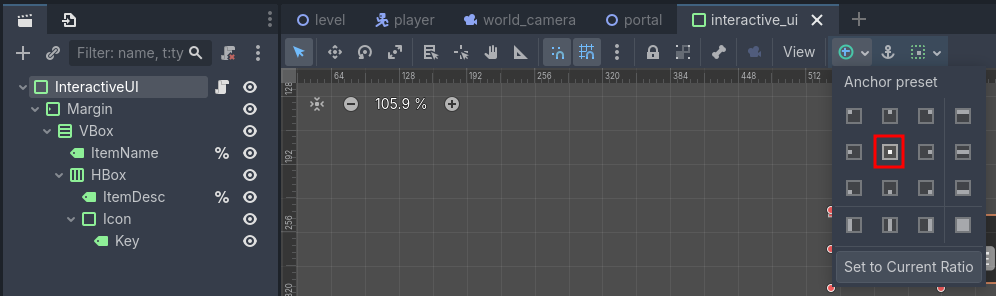 level player world_camera portal interactive_ui
Filter: name, t:ty
View
InteractiveUI
Margin
VBox
ItemName %
HBox
ItemDesc %
Icon
Key
64 128 192 256 320 384 448 512
128
192
256
320
105.9 %
Anchor preset
Set to Current Ratio